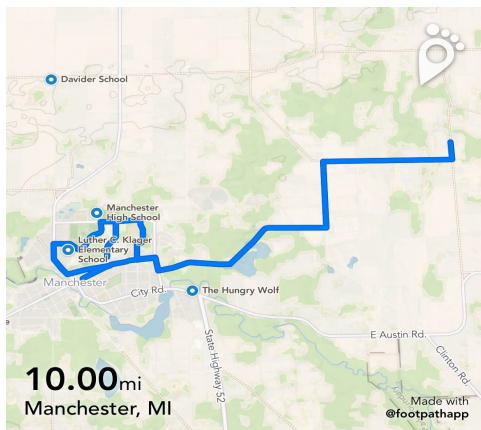 Davider School
Manchester
High School
Luther C. Klager
Elementary
School
Manchester
City Rd.
The Hungry Wolf
e
State Highway 52
E Austin Rd.
Clinton Rd.
10.00mi
Manchester, MI
Made with
@footpathapp